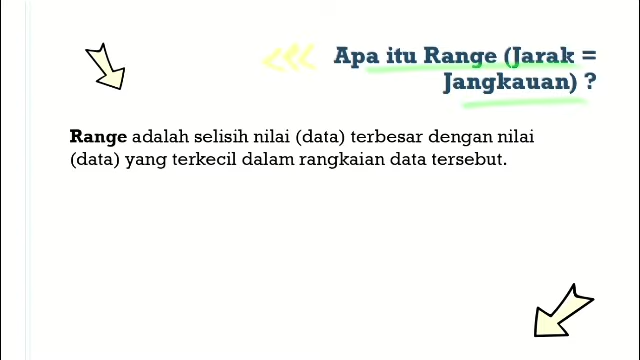 Apa itu Range (Jarak =
Jangkauan) ?
Range adalah selisih nilai (data) terbesar dengan nilai
(data) yang terkecil dalam rangkaian data tersebut.